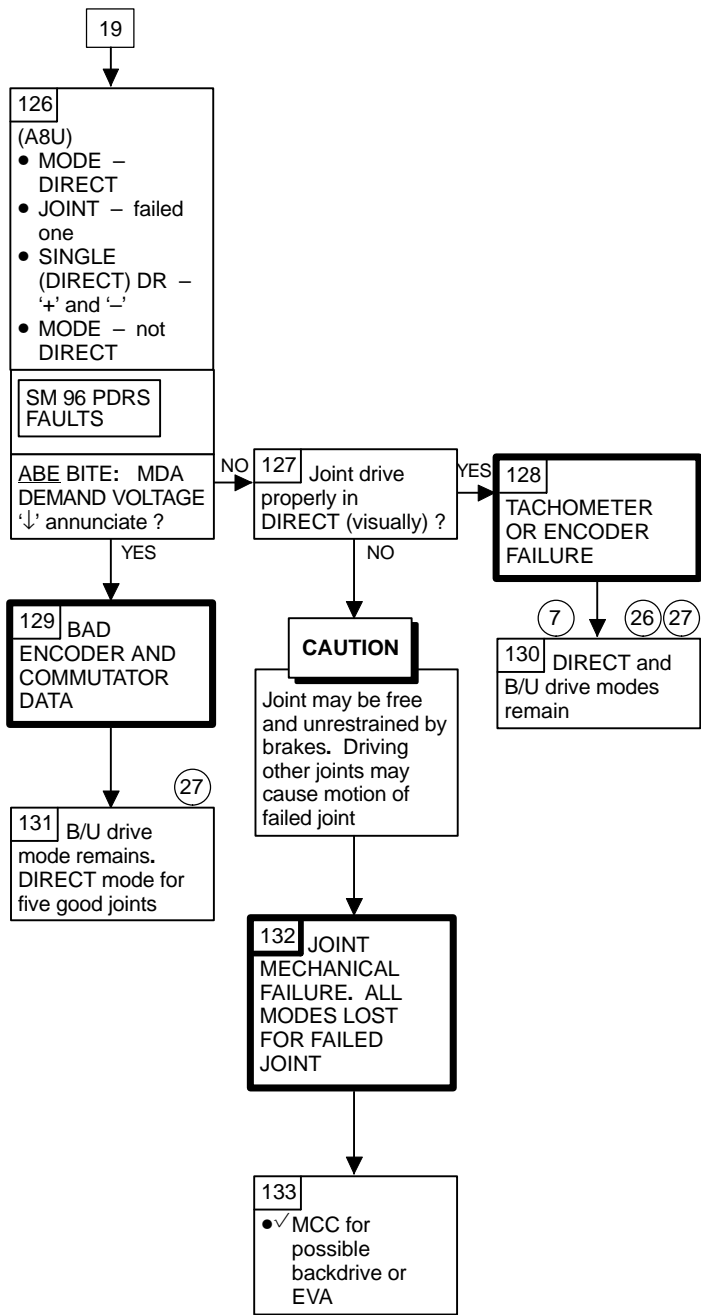 19
126
(A8U)
● MODE –
DIRECT
● JOINT – failed
one
● SINGLE
(DIRECT) DR –
‘+’ and ‘–’
● MODE – not
DIRECT
SM 96 PDRS
FAULTS
ABE BITE: MDA
DEMAND VOLTAGE
‘↓’ annunciate ?
NO
YES
127 Joint drive
properly in
DIRECT (visually) ?
YES
NO
128
TACHOMETER
OR ENCODER
FAILURE
7 26 27
130 DIRECT and
B/U drive modes
remain
129 BAD
ENCODER AND
COMMUTATOR
DATA
27
131 B/U drive
mode remains.
DIRECT mode for
five good joints
CAUTION
Joint may be free
and unrestrained by
brakes. Driving
other joints may
cause motion of
failed joint
132 JOINT
MECHANICAL
FAILURE. ALL
MODES LOST
FOR FAILED
JOINT
133
●√ MCC for
possible
backdrive or
EVA